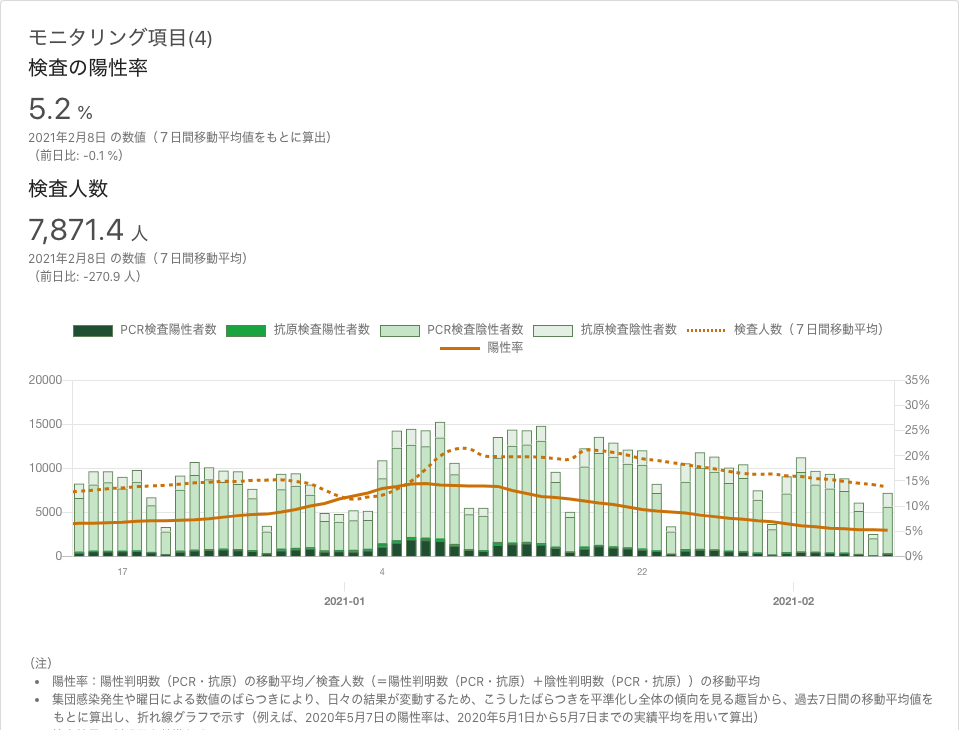 モニタリング項目(4)
検査の陽性率
5.2 %
2021年2月8日 の数値（７日間移動平均値をもとに算出）
（前日比: -0.1 %）
検査人数
7,871.4 人
2021年2月8日 の数値（７日間移動平均）
（前日比: -270.9 人）
PCR検査陽性者数 抗原検査陽性者数 PCR検査陰性者数 抗原検査陰性者数 検査人数（７日間移動平均）
陽性率
20000 35%
30%
15000 25%
20%
10000 15%
5000 10%
5%
0 0%
17 4 22
2021-01 2021-02
（注）
• 陽性率：陽性判明数（PCR・抗原）の移動平均／検査人数（＝陽性判明数（PCR・抗原）＋陰性判明数（PCR・抗原））の移動平均
• 集団感染発生や曜日による数値のばらつきにより、日々の結果が変動するため、こうしたばらつきを平準化し全体の傾向を見る趣旨から、過去7日間の移動平均値を
もとに算出し、折れ線グラフで示す（例えば、2020年5月7日の陽性率は、2020年5月1日から5月7日までの実績平均を用いて算出）